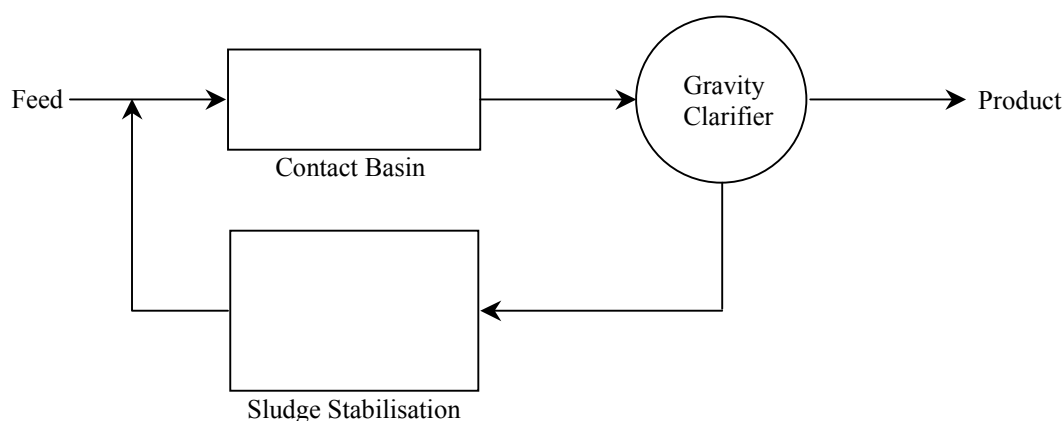 Feed
Gravity
Clarifier
Product
Contact Basin
Sludge Stabilisation